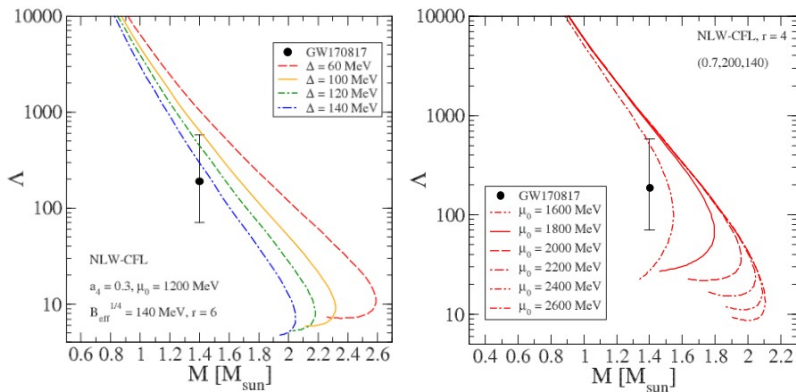 10000
1000
100
10
Λ
GW170817
Δ = 60 MeV
Δ = 100 MeV
Δ = 120 MeV
Δ = 140 MeV
NLW-CFL
a₄ = 0.3, μ₀ = 1200 MeV
B_eff^1/4 = 140 MeV, r = 6
0.6 0.8 1 1.2 1.4 1.6 1.8 2 2.2 2.4 2.6
M [M_sun]
10000
1000
100
10
Λ
NLW-CFL, r = 4
(0.7,200,140)
GW170817
μ₀ = 1600 MeV
μ₀ = 1800 MeV
μ₀ = 2000 MeV
μ₀ = 2200 MeV
μ₀ = 2400 MeV
μ₀ = 2600 MeV
0.4 0.6 0.8 1 1.2 1.4 1.6 1.8 2 2.2
M [M_sun]